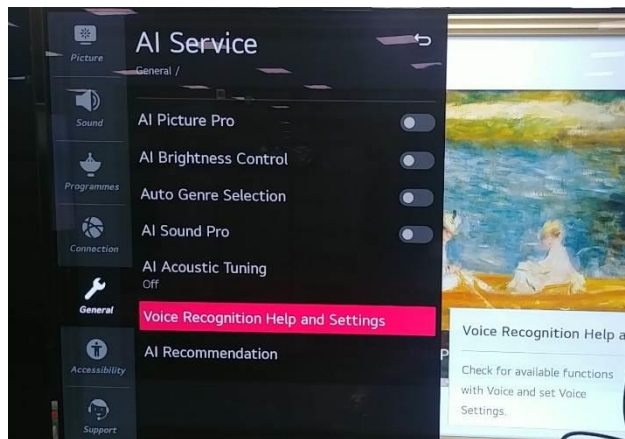 Picture
Sound
Programmes
Connection
General
Accessibility
Support
AI Service
General /
AI Picture Pro
AI Brightness Control
Auto Genre Selection
AI Sound Pro
AI Acoustic Tuning
Off
Voice Recognition Help and Settings
AI Recommendation
Voice Recognition Help a
Check for available functions
with Voice and set Voice
Settings.